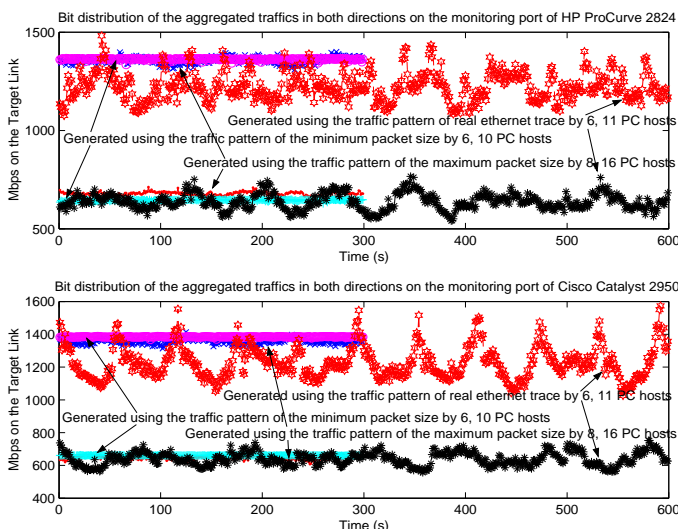 Bit distribution of the aggregated traffics in both directions on the monitoring port of HP ProCurve 2824
1500
1000
500
Mbps on the Target Link
Generated using the traffic pattern of real ethernet trace by 6, 11 PC hosts
Generated using the traffic pattern of the minimum packet size by 6, 10 PC hosts
Generated using the traffic pattern of the maximum packet size by 8, 16 PC hosts
0 100 200 300 400 500 600
Time (s)
Bit distribution of the aggregated traffics in both directions on the monitoring port of Cisco Catalyst 2950
1600
1400
1200
1000
800
600
400
Mbps on the Target Link
Generated using the traffic pattern of real ethernet trace by 6, 11 PC hosts
Generated using the traffic pattern of the minimum packet size by 6, 10 PC hosts
Generated using the traffic pattern of the maximum packet size by 8, 16 PC hosts
0 100 200 300 400 500 600
Time (s)